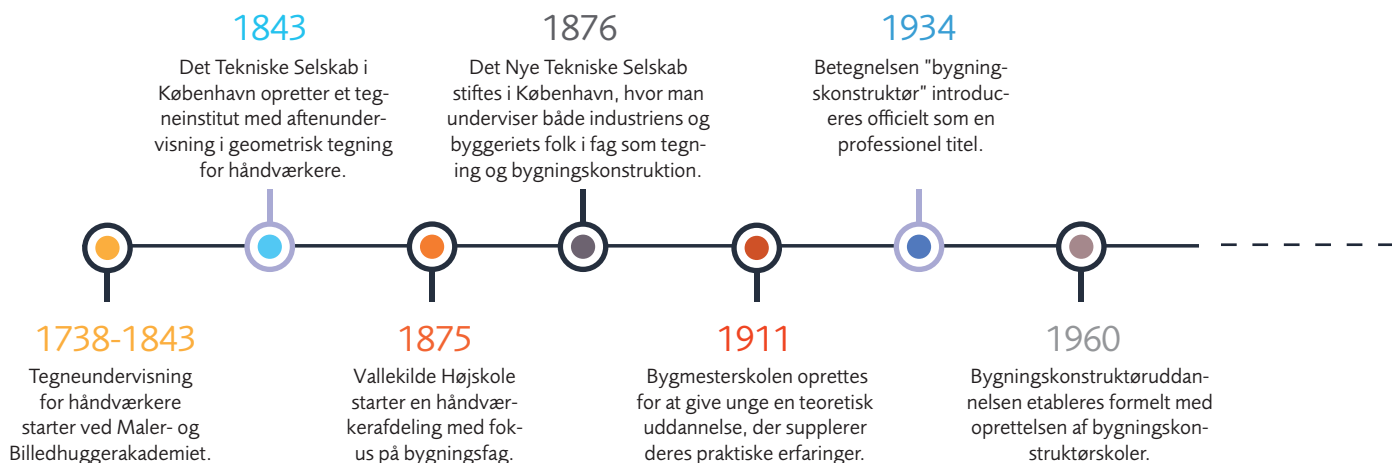 1843
Det Tekniske Selskab i
København opretter et teg-
neinstitut med aftenunder-
visning i geometrisk tegning
for håndværkere.
1876
Det Nye Tekniske Selskab
stiftes i København, hvor man
underviser både industriens og
byggeriets folk i fag som tegn-
ing og bygningskonstruktion.
1934
Betegnelsen ”bygning-
skonstruktør” introduc-
eres officielt som en
professionel titel.
1738-1843
Tegneundervisning
for håndværkere
starter ved Maler- og
Billedhuggerakademiet.
1875
Vallekilde Højskole
starter en håndvær-
kerafdeling med fok-
us på bygningsfag.
1911
Bygmesterskolen oprettes
for at give unge en teoretisk
uddannelse, der supplerer
deres praktiske erfaringer.
1960
Bygningskonstruktøruddan-
nelsen etableres formelt med
oprettelsen af bygningskon-
struktørskoler.